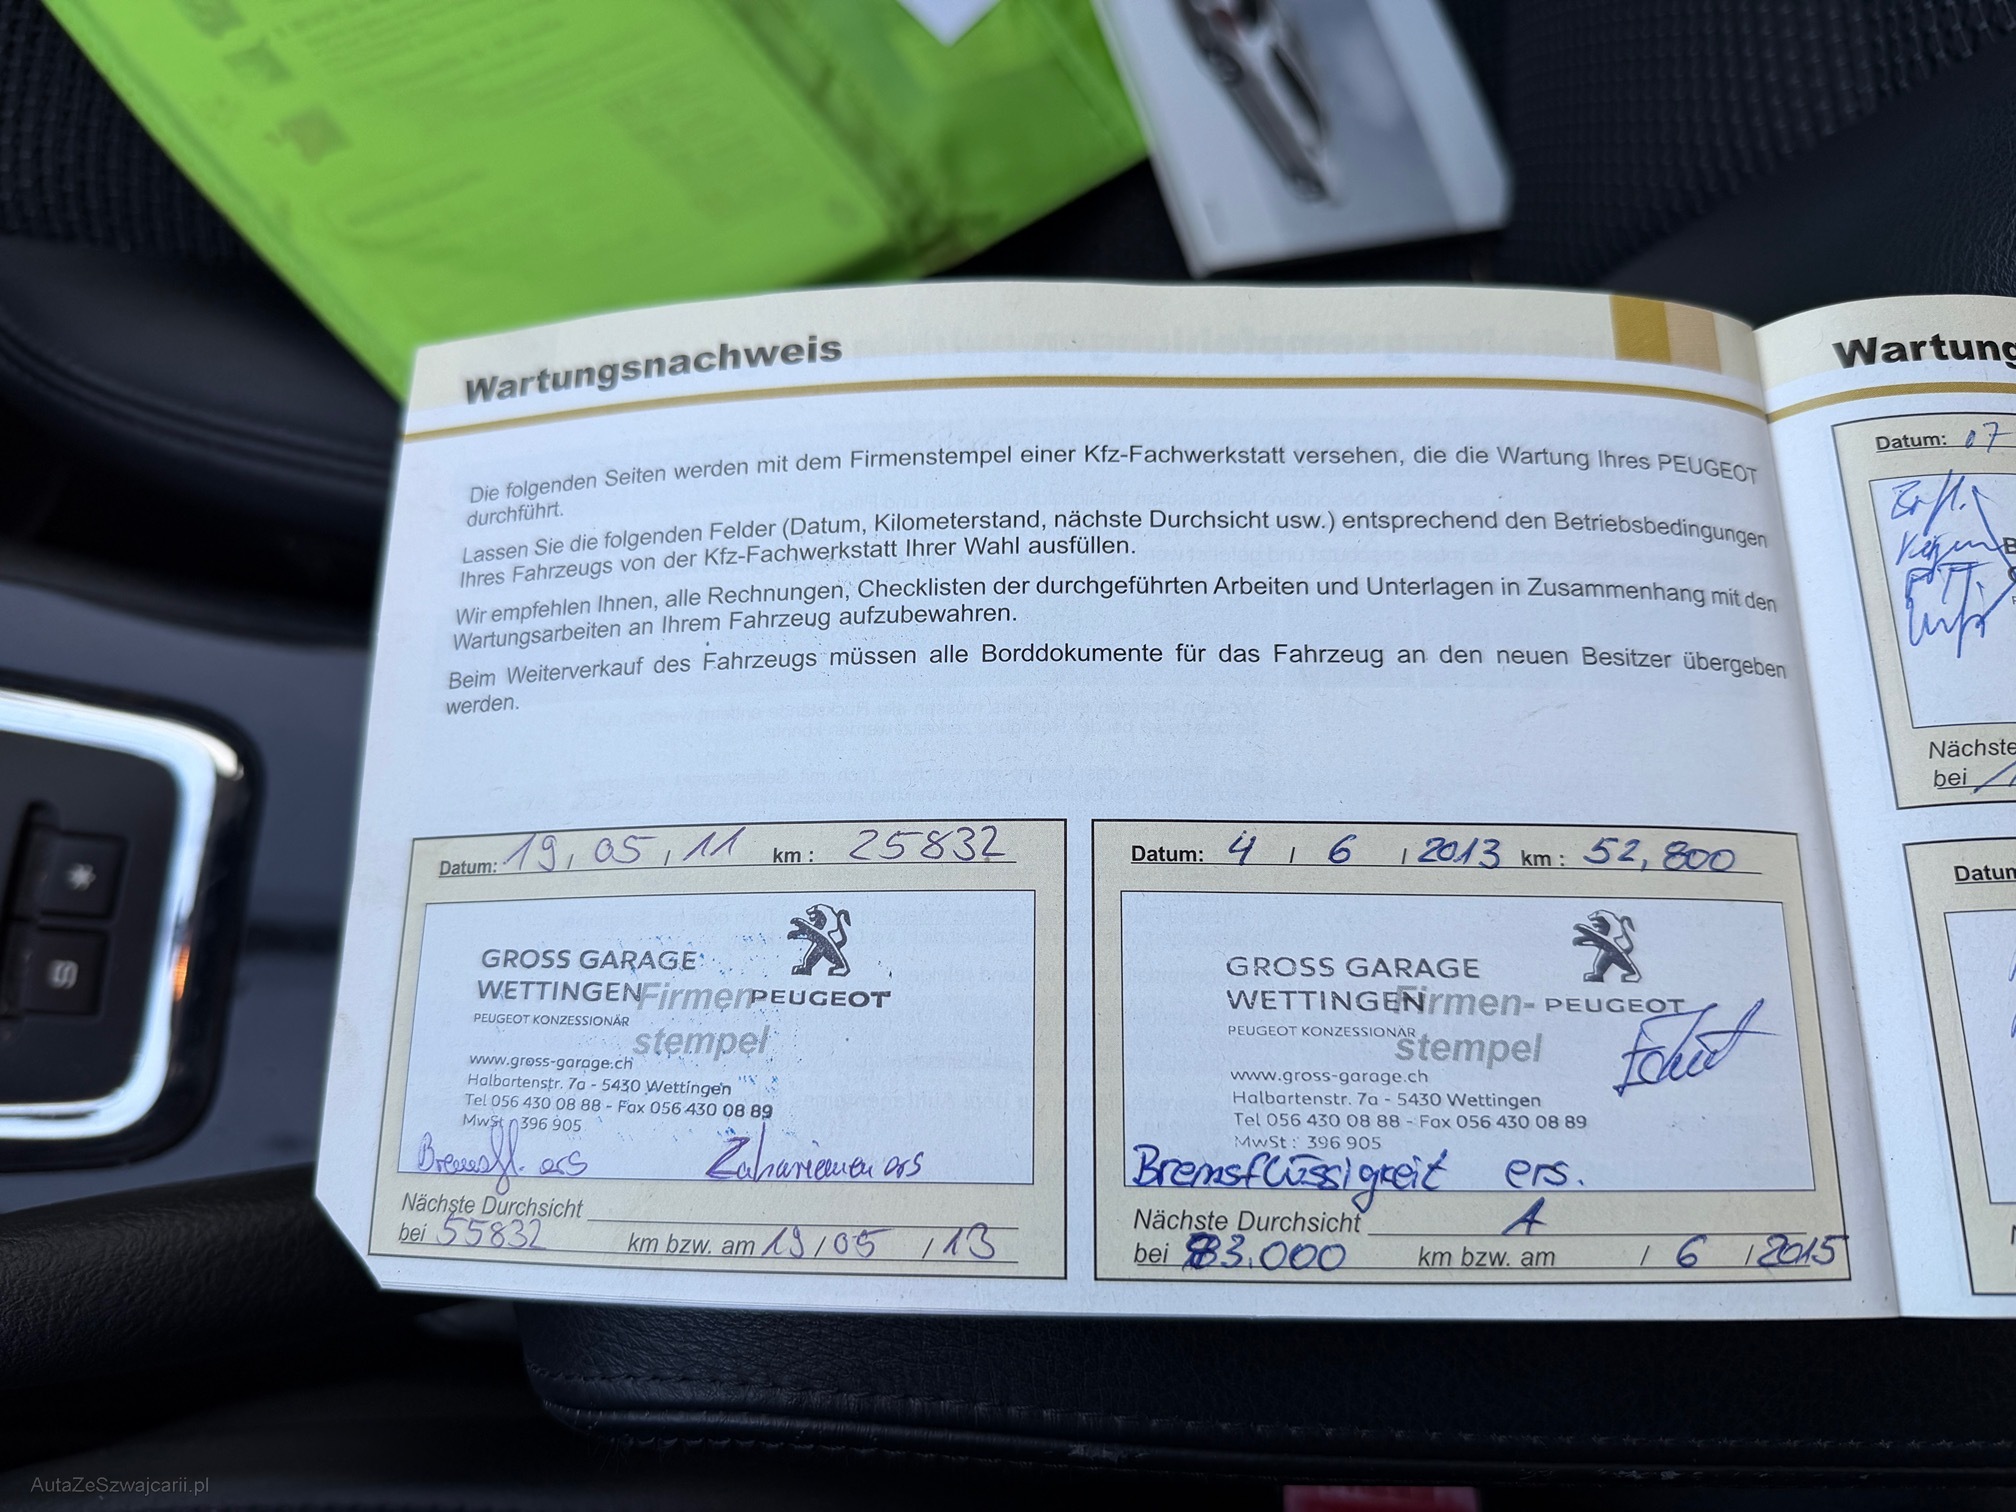 Wartungsnachweis
Die folgenden Seiten werden mit dem Firmenstempel einer Kfz-Fachwerkstatt versehen, die die Wartung Ihres PEUGEOT
durchführt.
Lassen Sie die folgenden Felder (Datum, Kilometerstand, nächste Durchsicht usw.) entsprechend den Betriebsbedingungen
Ihres Fahrzeugs von der Kfz-Fachwerkstatt Ihrer Wahl ausfüllen.
Wir empfehlen Ihnen, alle Rechnungen, Checklisten der durchgeführten Arbeiten und Unterlagen in Zusammenhang mit den
Wartungsarbeiten an Ihrem Fahrzeug aufzubewahren.
Beim Weiterverkauf des Fahrzeugs müssen alle Borddokumente für das Fahrzeug an den neuen Besitzer übergeben
werden.
Datum: 19 / 05 / 11 km : 25832
GROSS GARAGE
WETTINGEN Firmen- PEUGEOT
PEUGEOT KONZESSIONÄR
stempel
www.gross-garage.ch
Halbartenstr. 7a - 5430 Wettingen
Tel 056 430 08 88 - Fax 056 430 08 89
MwSt : 396 905
Bremsfl. ers Zahnriemen ers
Nächste Durchsicht
bei 55832 km bzw. am 19 / 05 / 13
Datum: 4 / 6 / 2013 km : 52,800
GROSS GARAGE
WETTINGEN Firmen- PEUGEOT
PEUGEOT KONZESSIONÄR
stempel
www.gross-garage.ch
Halbartenstr. 7a - 5430 Wettingen
Tel 056 430 08 88 - Fax 056 430 08 89
MwSt : 396 905
Bremsflüssigkeit ers.
Nächste Durchsicht A
bei 83.000 km bzw. am / 6 / 2015
Wartung
Datum: 07
Nächste
bei
Datum
S
AutaZeSzwajcarii.pl